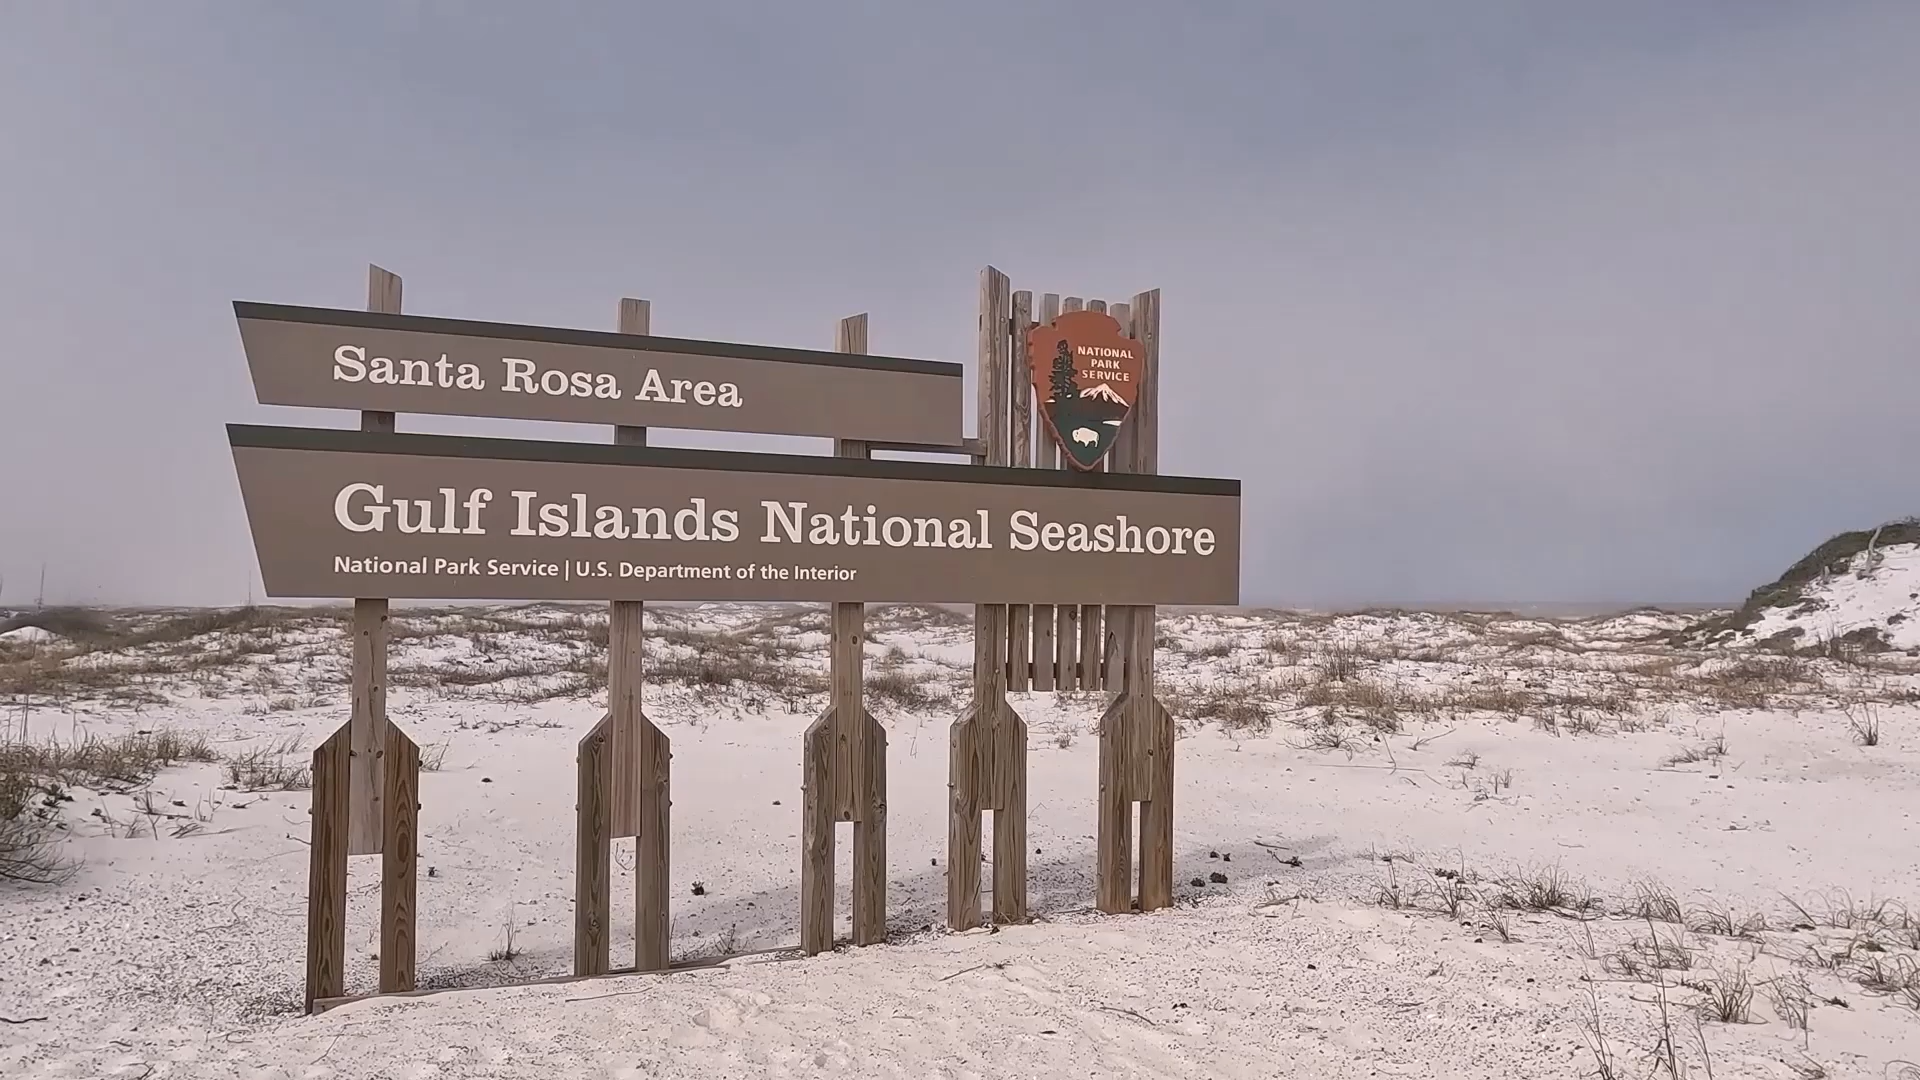 Santa Rosa Area
NATIONAL
PARK
SERVICE
Gulf Islands National Seashore
National Park Service | U.S. Department of the Interior